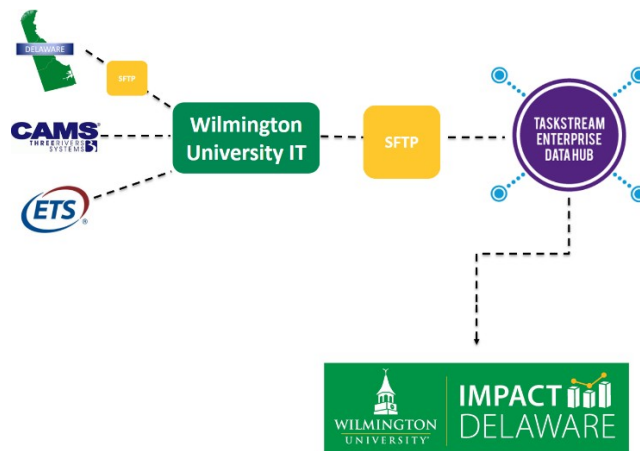 DELAWARE
SFTP
CAMS®
THREE RIVERS
SYSTEMS
ETS®
Wilmington
University IT
SFTP
TASKSTREAM
ENTERPRISE
DATA HUB
WILMINGTON
UNIVERSITY®
IMPACT
DELAWARE